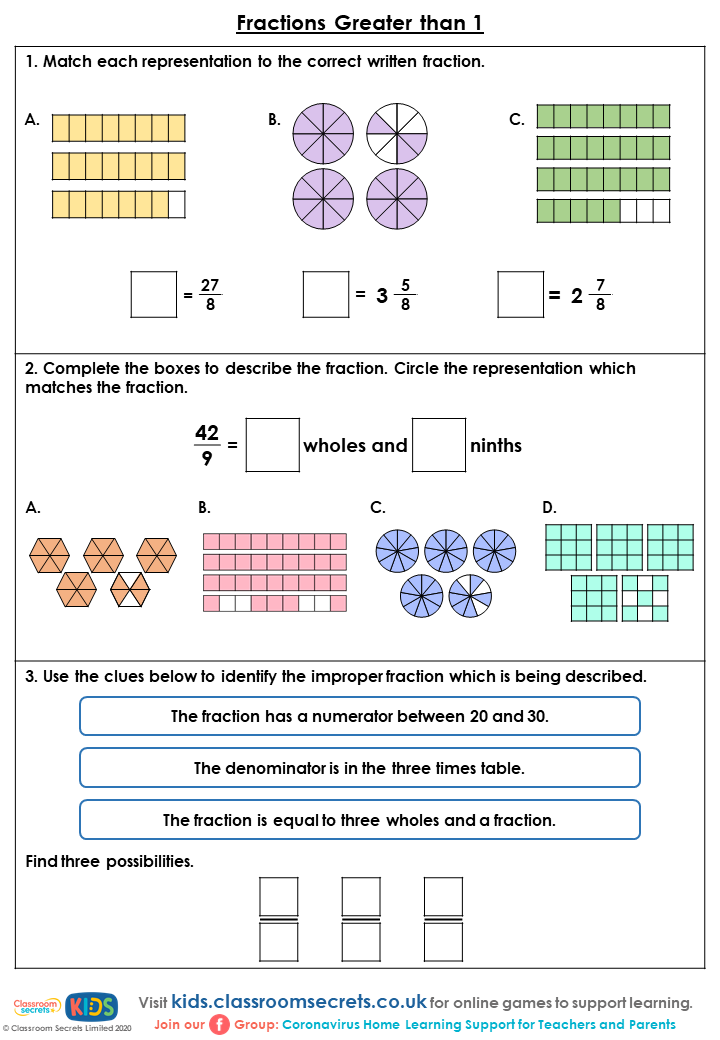 Fractions Greater than 1
1. Match each representation to the correct written fraction.
A.
B.
C.
= 27/8
= 3 5/8
= 2 7/8
2. Complete the boxes to describe the fraction. Circle the representation which
matches the fraction.
42/9 = wholes and ninths
A.
B.
C.
D.
3. Use the clues below to identify the improper fraction which is being described.
The fraction has a numerator between 20 and 30.
The denominator is in the three times table.
The fraction is equal to three wholes and a fraction.
Find three possibilities.
Classroom secrets KIDS
© Classroom Secrets Limited 2020
Visit kids.classroomsecrets.co.uk for online games to support learning.
Join our f Group: Coronavirus Home Learning Support for Teachers and Parents